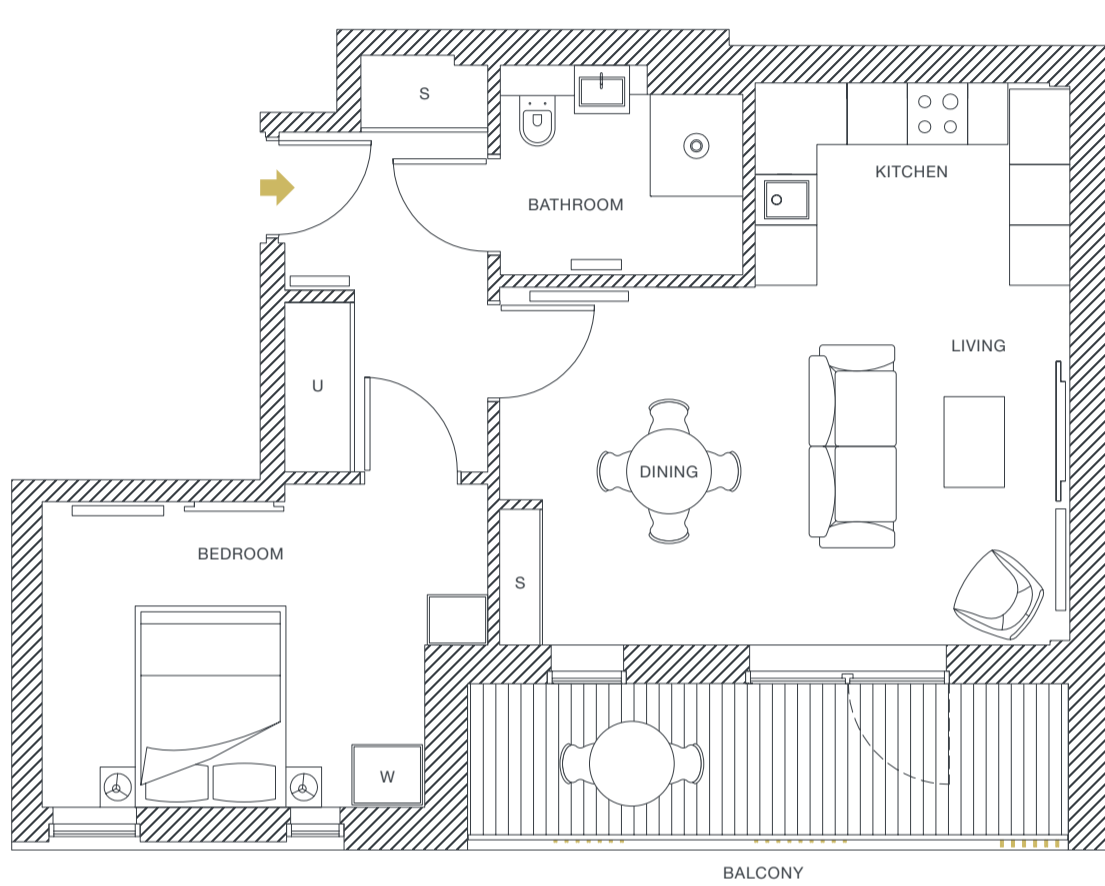 S
BATHROOM
KITCHEN
LIVING
U
DINING
BEDROOM
S
W
BALCONY